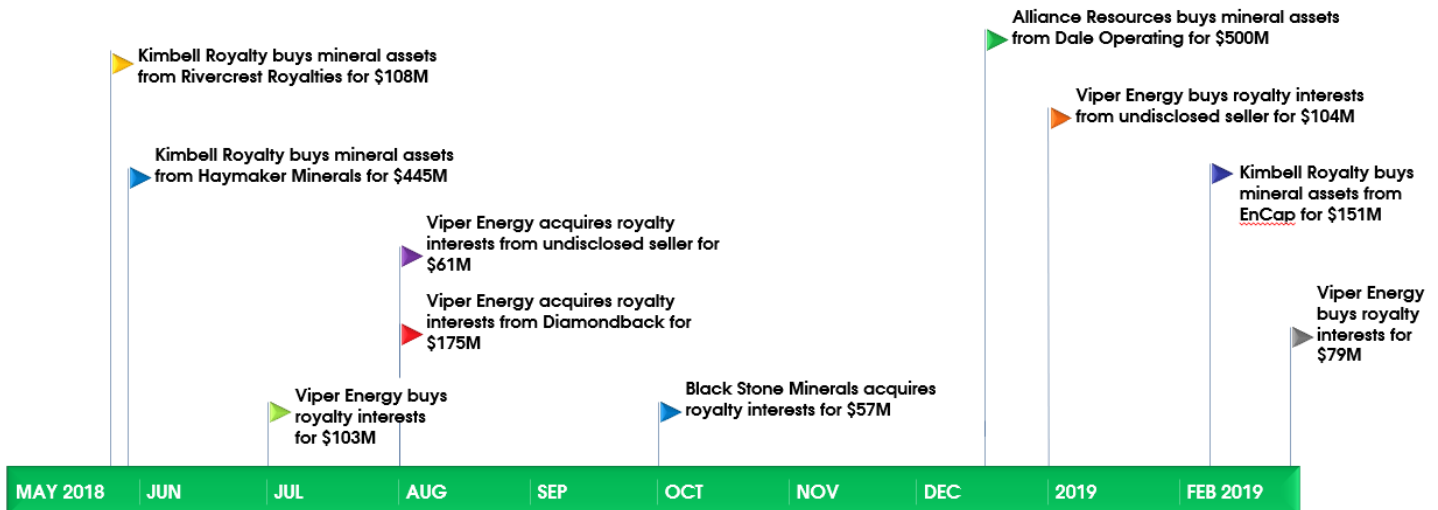 Alliance Resources buys mineral assets
from Dale Operating for $500M
Kimbell Royalty buys mineral assets
from Rivercrest Royalties for $108M
Viper Energy buys royalty interests
from undisclosed seller for $104M
Kimbell Royalty buys mineral assets
from Haymaker Minerals for $445M
Kimbell Royalty buys
mineral assets from
EnCap for $151M
Viper Energy acquires royalty
interests from undisclosed seller for
$61M
Viper Energy acquires royalty
interests from Diamondback for
$175M
Viper Energy
buys royalty
interests for
$79M
Viper Energy buys
royalty interests
for $103M
Black Stone Minerals acquires
royalty interests for $57M
MAY 2018 JUN JUL AUG SEP OCT NOV DEC 2019 FEB 2019